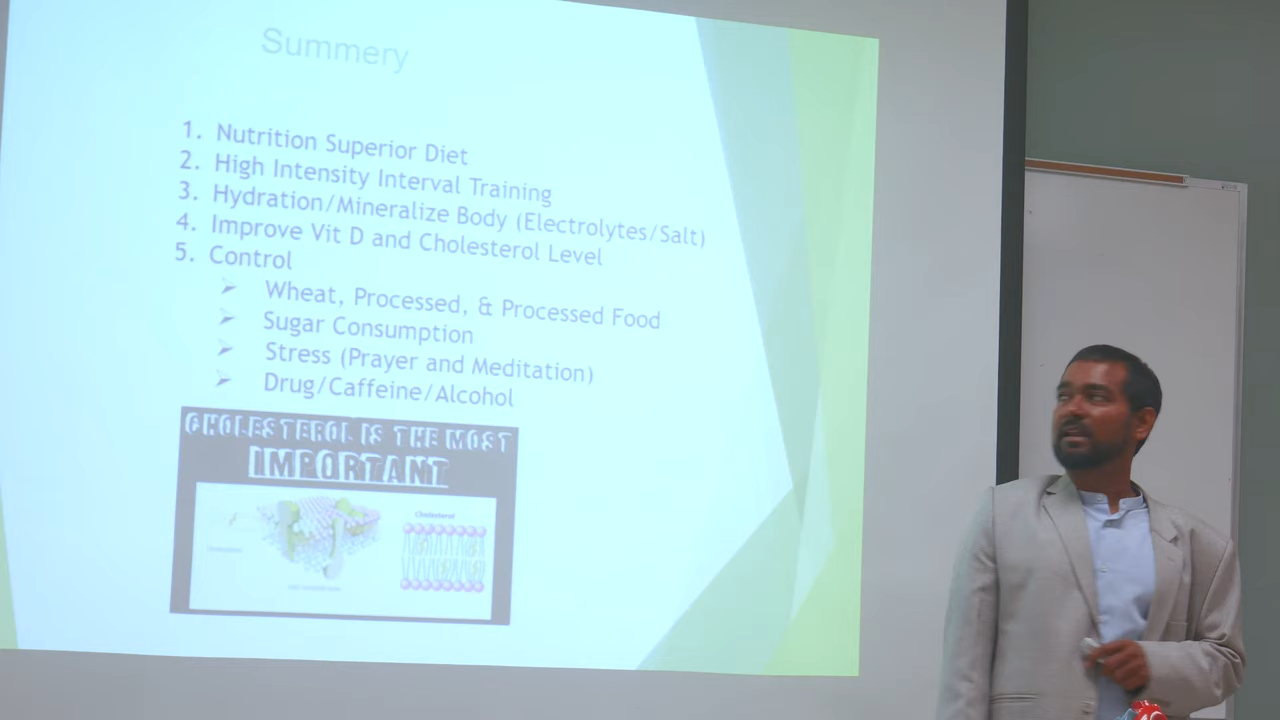 Summery
1. Nutrition Superior Diet
2. High Intensity Interval Training
3. Hydration/Mineralize Body (Electrolytes/Salt)
4. Improve Vit D and Cholesterol Level
5. Control
➢ Wheat, Processed, & Processed Food
➢ Sugar Consumption
➢ Stress (Prayer and Meditation)
➢ Drug/Caffeine/Alcohol
CHOLESTEROL IS THE MOST
IMPORTANT
Cholesterol